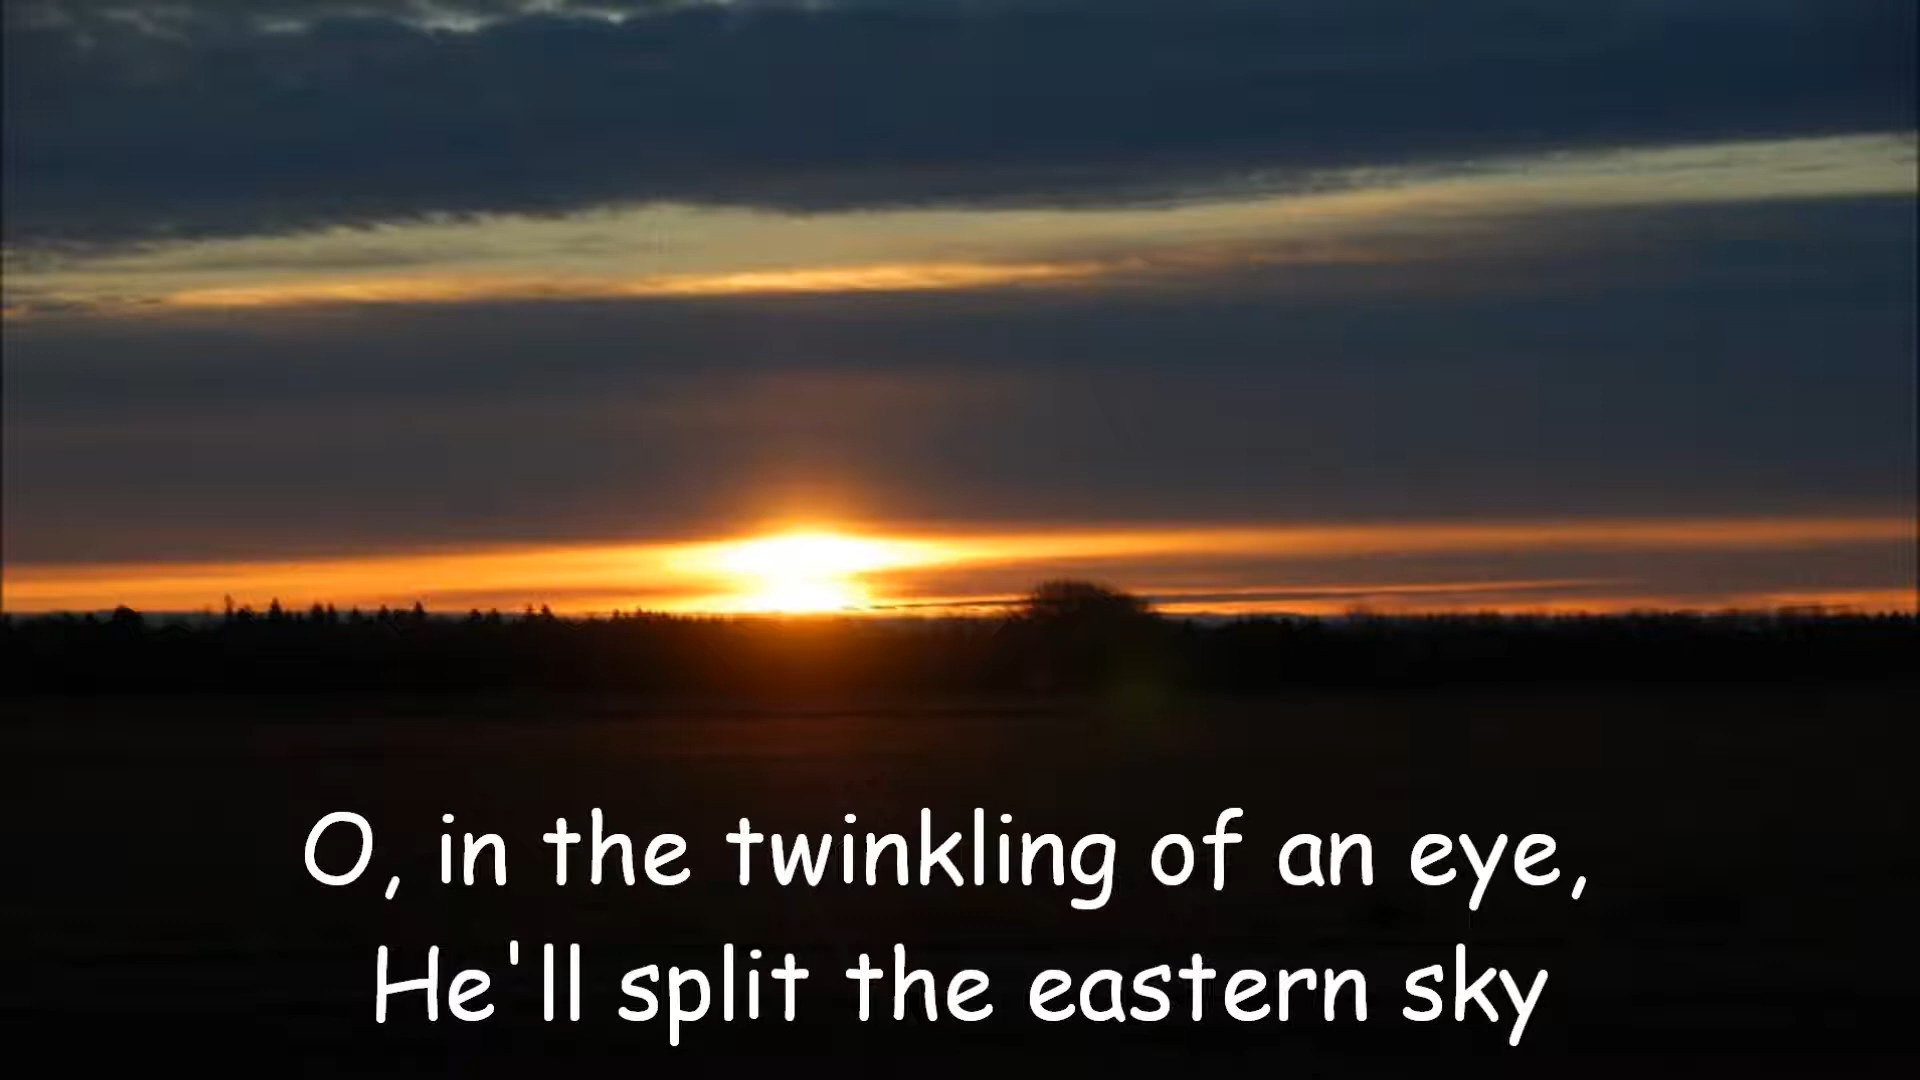 O, in the twinkling of an eye,
He'll split the eastern sky